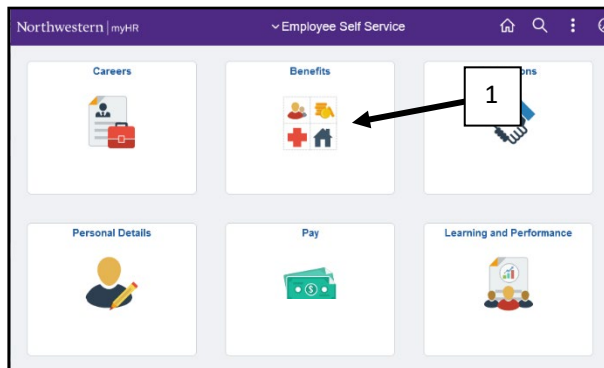 Northwestern | myHR
Employee Self Service
Careers
Benefits
1
Personal Details
Pay
Learning and Performance